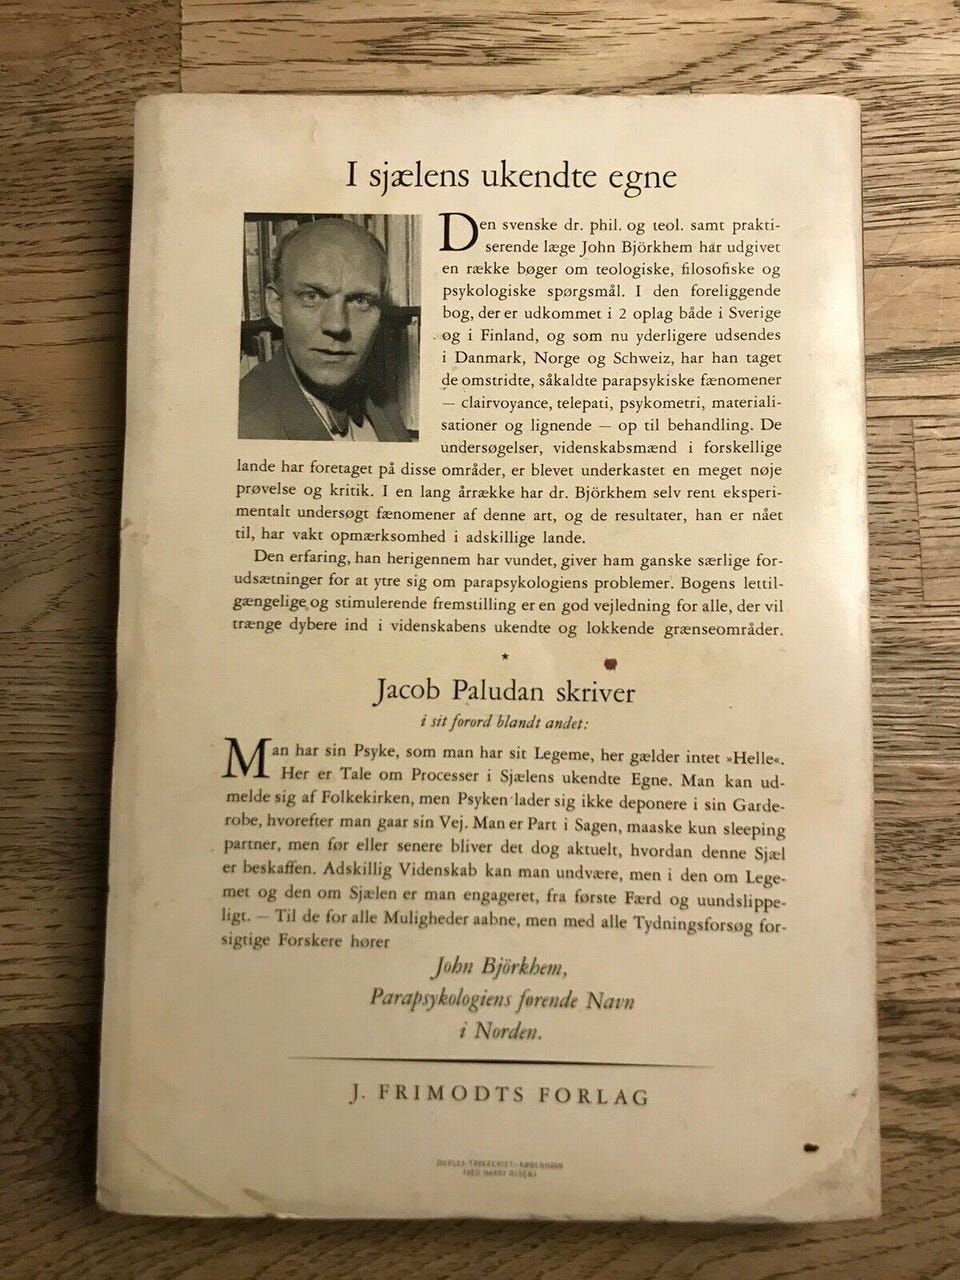 I sjælens ukendte egne
Den svenske dr. phil. og teol. samt prakti-
serende læge John Björkhem har udgivet
en række bøger om teologiske, filosofiske og
psykologiske spørgsmål. I den foreliggende
bog, der er udkommet i 2 oplag både i Sverige
og i Finland, og som nu yderligere udsendes
i Danmark, Norge og Schweiz, har han taget
de omstridte, såkaldte parapsykiske fænomener
— clairvoyance, telepati, psykometri, materiali-
sationer og lignende — op til behandling. De
undersøgelser, videnskabsmænd i forskellige
lande har foretaget på disse områder, er blevet underkastet en meget nøje
prøvelse og kritik. I en lang årrække har dr. Björkhem selv rent eksperi-
mentalt undersøgt fænomener af denne art, og de resultater, han er nået
til, har vakt opmærksomhed i adskillige lande.
Den erfaring, han herigennem har vundet, giver ham ganske særlige for-
udsætninger for at ytre sig om parapsykologiens problemer. Bogens lettil-
gængelige og stimulerende fremstilling er en god vejledning for alle, der vil
trænge dybere ind i videnskabens ukendte og lokkende grænseområder.
★
Jacob Paludan skriver
i sit forord blandt andet:
Man har sin Psyke, som man har sit Legeme, her gælder intet »Helle«.
Her er Tale om Processer i Sjælens ukendte Egne. Man kan ud-
melde sig af Folkekirken, men Psyken lader sig ikke deponere i sin Garde-
robe, hvorefter man gaar sin Vej. Man er Part i Sagen, maaske kun sleeping
partner, men før eller senere bliver det dog aktuelt, hvordan denne Sjæl
er beskaffen. Adskillig Videnskab kan man undvære, men i den om Lege-
met og den om Sjælen er man engageret, fra første Færd og uundslippe-
ligt. — Til de for alle Muligheder aabne, men med alle Tydningsforsøg for-
sigtige Forskere hører
John Björkhem,
Parapsykologiens førende Navn
i Norden.
J. FRIMODTS FORLAG
DUPLEX-TRYKKERIET-KØBENHAVN
(VED HARRY OLSEN)